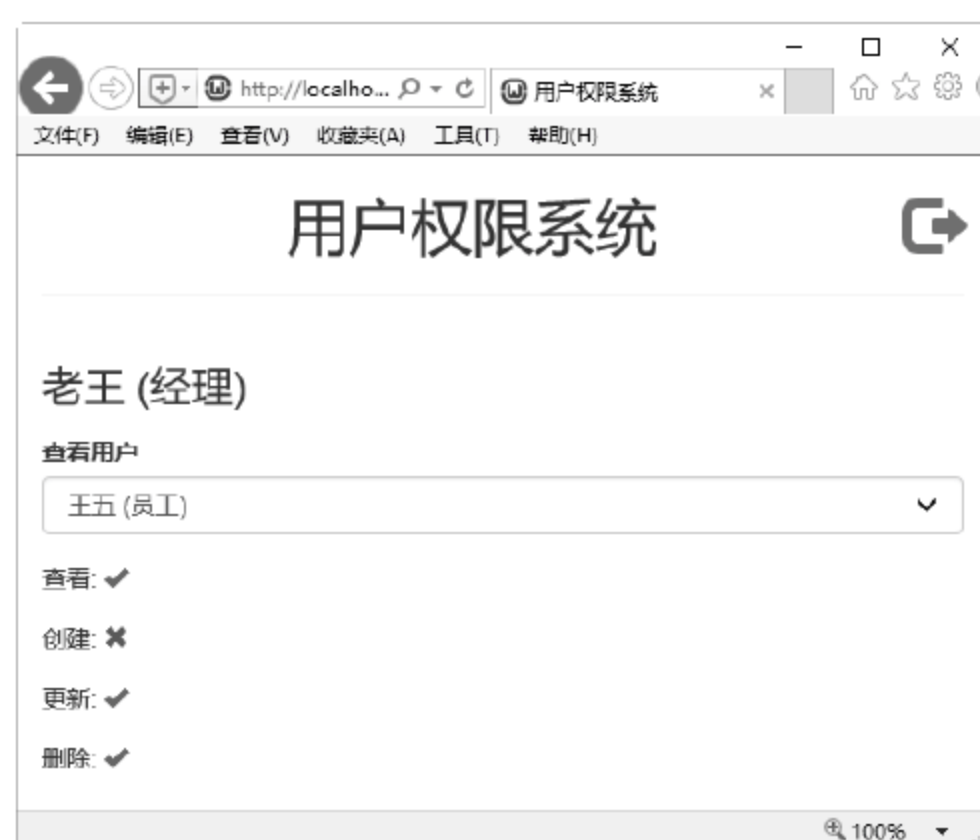 http://localho... 用户权限系统
文件(F) 编辑(E) 查看(V) 收藏夹(A) 工具(T) 帮助(H)
用户权限系统
老王 (经理)
查看用户
王五 (员工)
查看: ✔
创建: ✖
更新: ✔
删除: ✔
100%